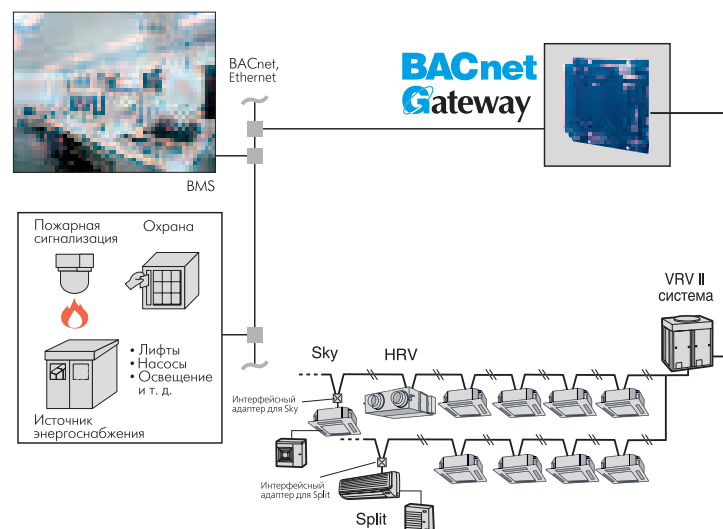 BACnet,
Ethernet
BACnet
Gateway
BMS
Пожарная
сигнализация
Охрана
• Лифты
• Насосы
• Освещение
и т. д.
Источник
энергоснабжения
VRV II
система
Sky
HRV
Интерфейсный
адаптер для Sky
Интерфейсный
адаптер для Split
Split